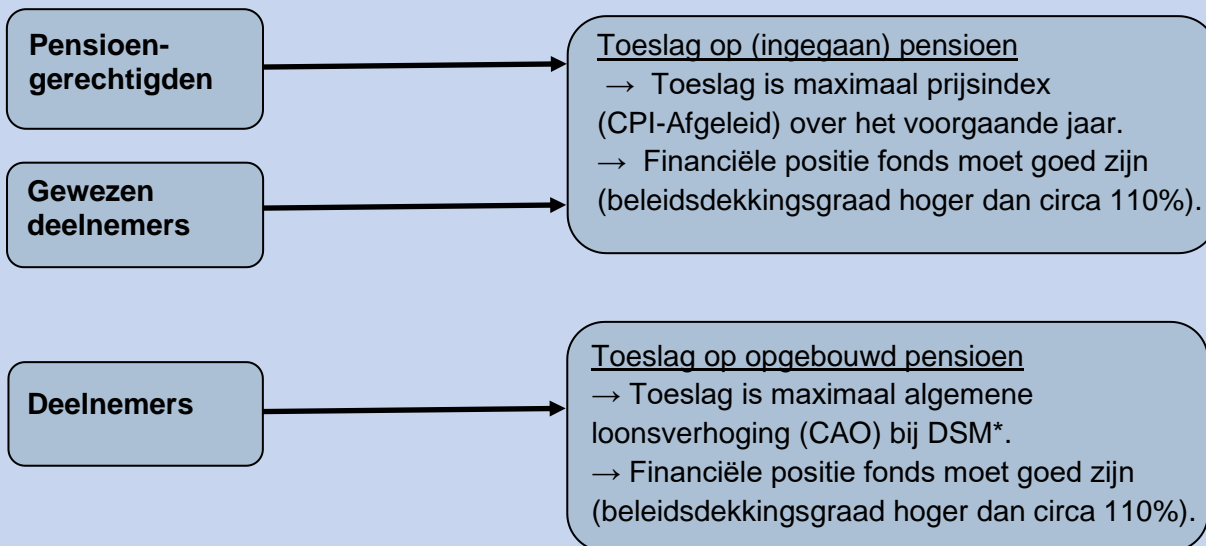 Pensioen-
gerechtigden
Toeslag op (ingegaan) pensioen
→ Toeslag is maximaal prijsindex
(CPI-Afgeleid) over het voorgaande jaar.
→ Financiële positie fonds moet goed zijn
(beleidsdekkingsgraad hoger dan circa 110%).
Gewezen
deelnemers
Deelnemers
Toeslag op opgebouwd pensioen
→ Toeslag is maximaal algemene
loonsverhoging (CAO) bij DSM*.
→ Financiële positie fonds moet goed zijn
(beleidsdekkingsgraad hoger dan circa 110%).